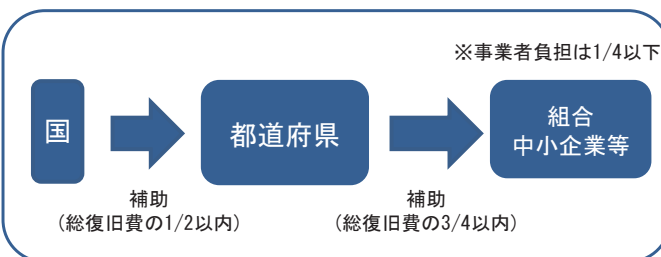 ※事業者負担は1/4以下
国
都道府県
組合
中小企業等
補助
（総復旧費の1/2以内）
補助
（総復旧費の3/4以内）